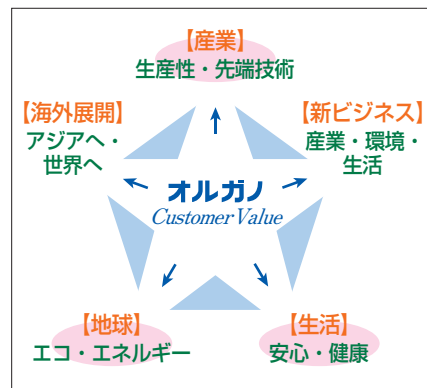 【産業】
生産性・先端技術
【海外展開】
アジアへ・
世界へ
【新ビジネス】
産業・環境・
生活
オルガノ
Customer Value
【地球】
エコ・エネルギー
【生活】
安心・健康